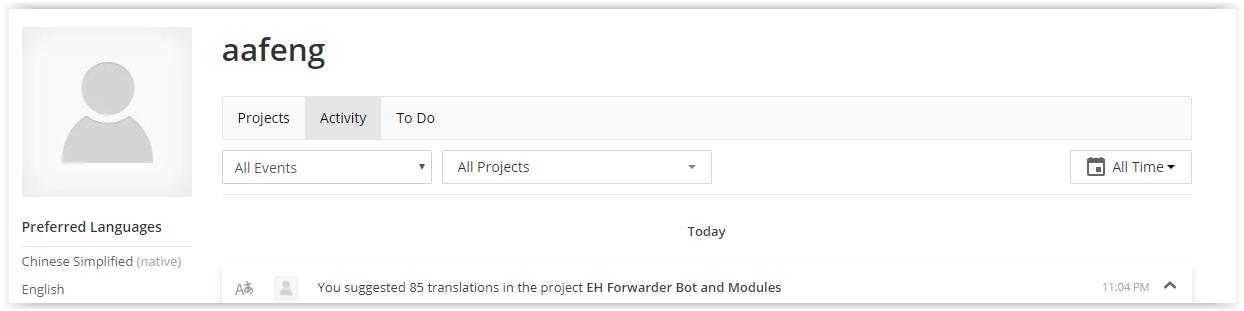 aafeng
Projects Activity To Do
All Events All Projects All Time
Preferred Languages
Today
Chinese Simplified (native)
English
Aあ You suggested 85 translations in the project EH Forwarder Bot and Modules 11:04 PM